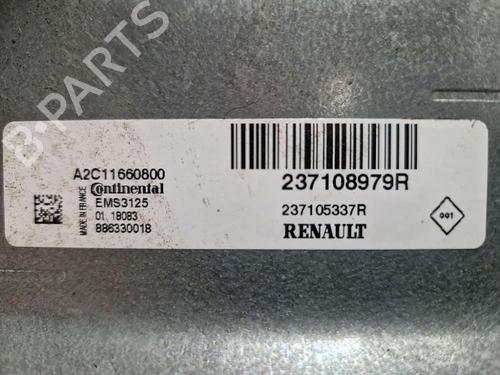 B-PARTS
A2C11660800
Continental
EMS3125
01 18083
886330018
MADE IN FRANCE
237108979R
237105337R
RENAULT
001